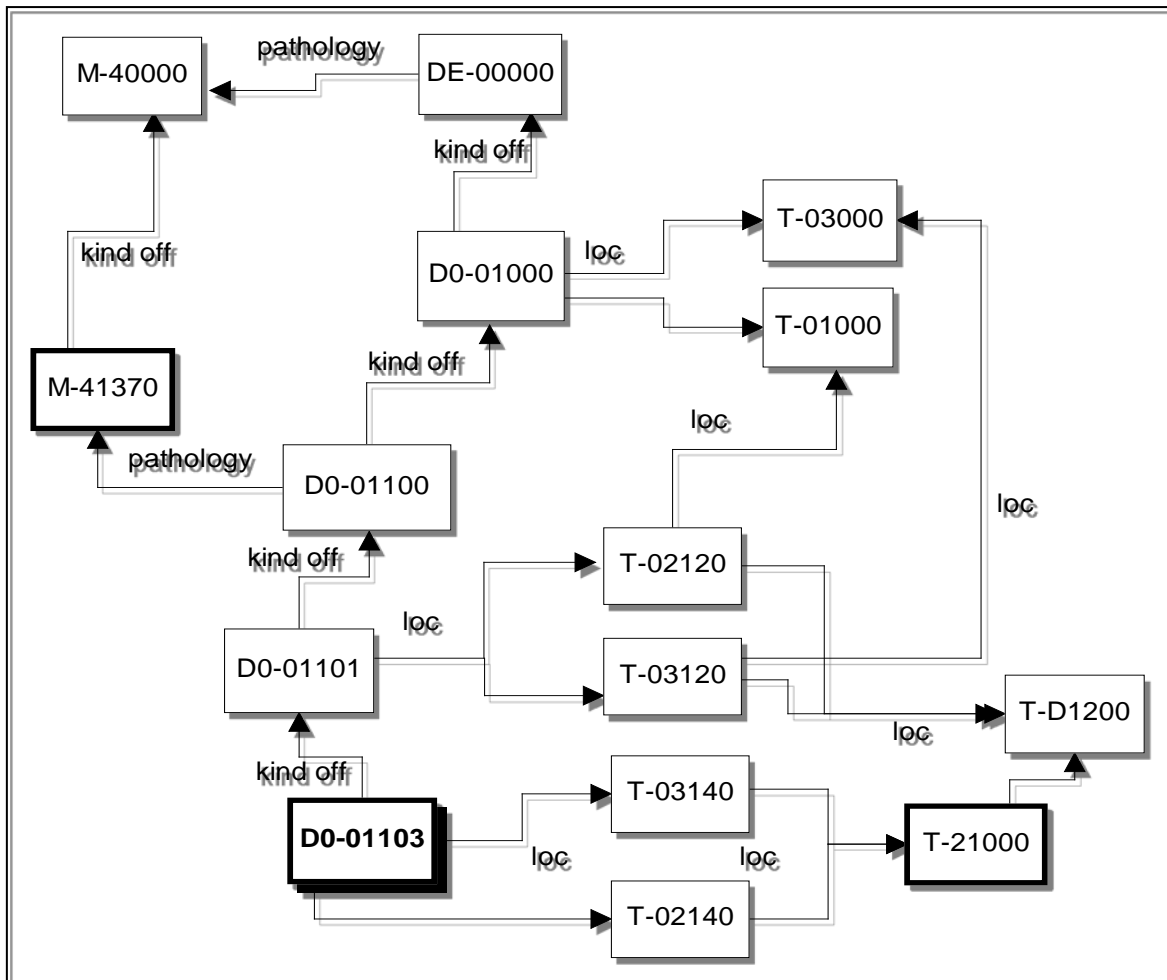 pathology
M-40000
DE-00000
kind off
T-03000
kind off
loc
D0-01000
T-01000
kind off
M-41370
loc
pathology
D0-01100
loc
kind off
T-02120
loc
D0-01101
T-03120
T-D1200
loc
kind off
T-03140
D0-01103
T-21000
loc
loc
T-02140